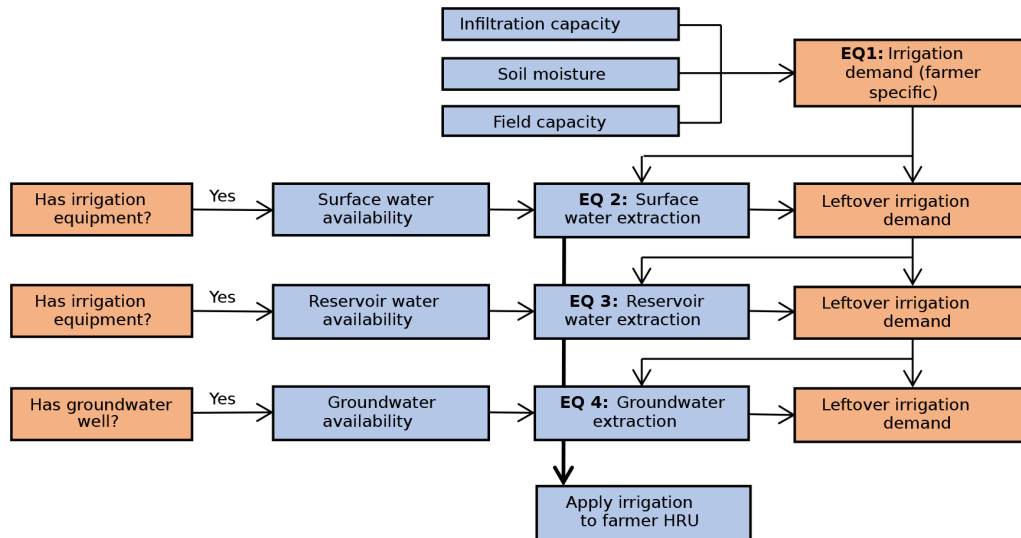 Infiltration capacity
Soil moisture
Field capacity
EQ1: Irrigation
demand (farmer
specific)
Has irrigation
equipment?
Yes
Surface water
availability
EQ 2: Surface
water extraction
Leftover irrigation
demand
Has irrigation
equipment?
Yes
Reservoir water
availability
EQ 3: Reservoir
water extraction
Leftover irrigation
demand
Has groundwater
well?
Yes
Groundwater
availability
EQ 4: Groundwater
extraction
Leftover irrigation
demand
Apply irrigation
to farmer HRU